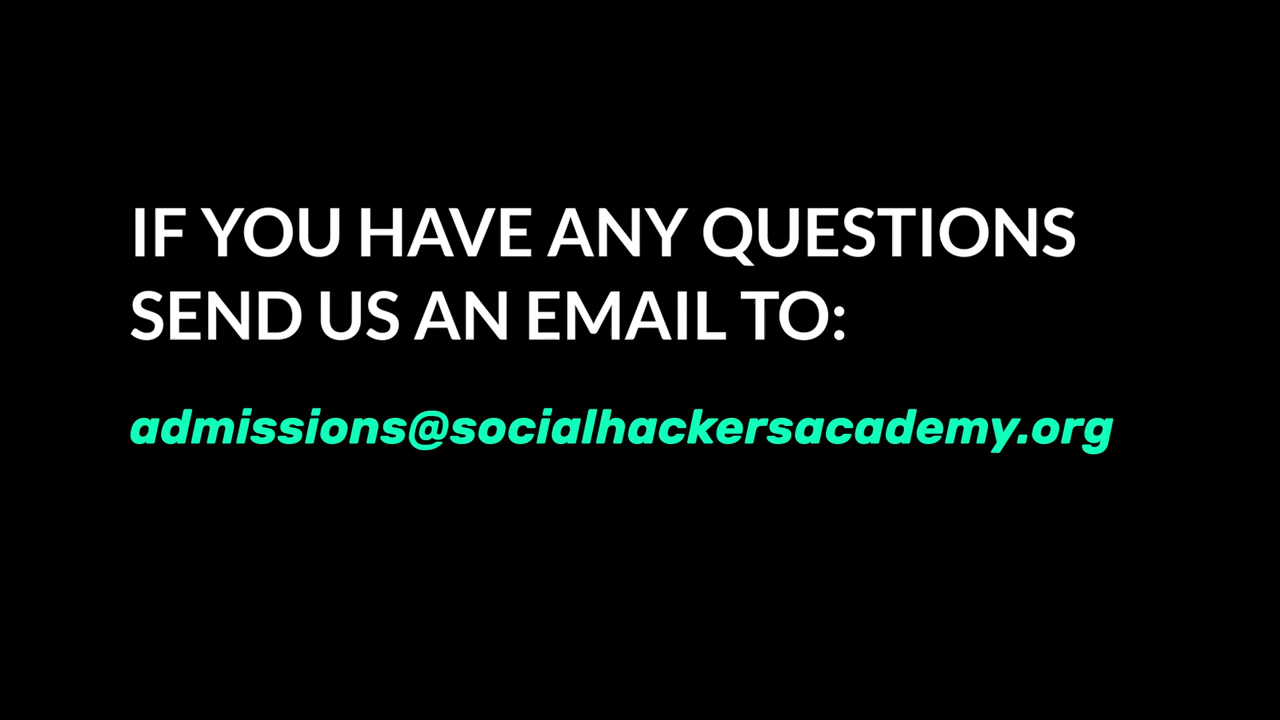 IF YOU HAVE ANY QUESTIONS
SEND US AN EMAIL TO:
admissions@socialhackersacademy.org